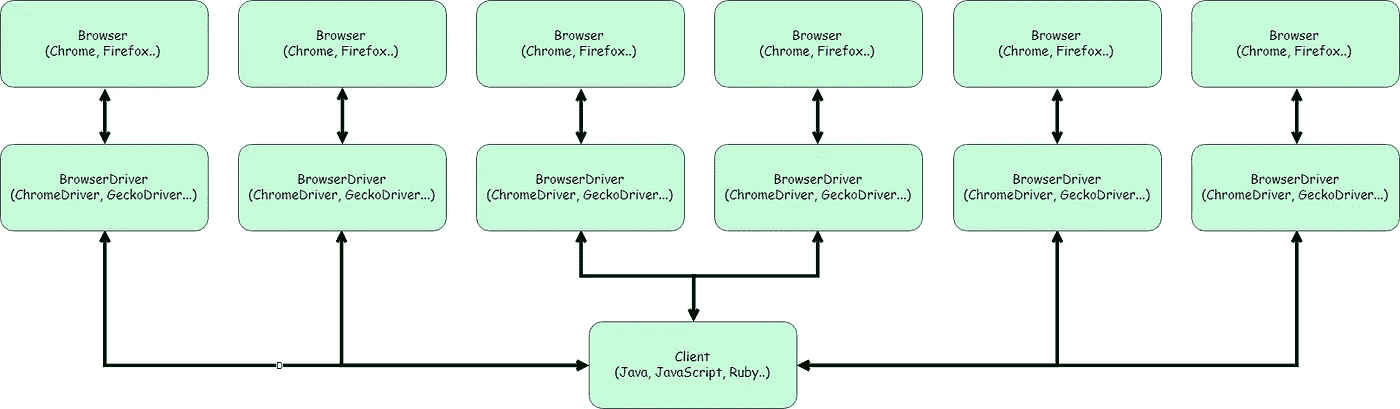 Browser
(Chrome, Firefox..)
Browser
(Chrome, Firefox..)
Browser
(Chrome, Firefox..)
Browser
(Chrome, Firefox..)
Browser
(Chrome, Firefox..)
Browser
(Chrome, Firefox..)
BrowserDriver
(ChromeDriver, GeckoDriver...)
BrowserDriver
(ChromeDriver, GeckoDriver...)
BrowserDriver
(ChromeDriver, GeckoDriver...)
BrowserDriver
(ChromeDriver, GeckoDriver...)
BrowserDriver
(ChromeDriver, GeckoDriver...)
BrowserDriver
(ChromeDriver, GeckoDriver...)
Client
(Java, JavaScript, Ruby..)